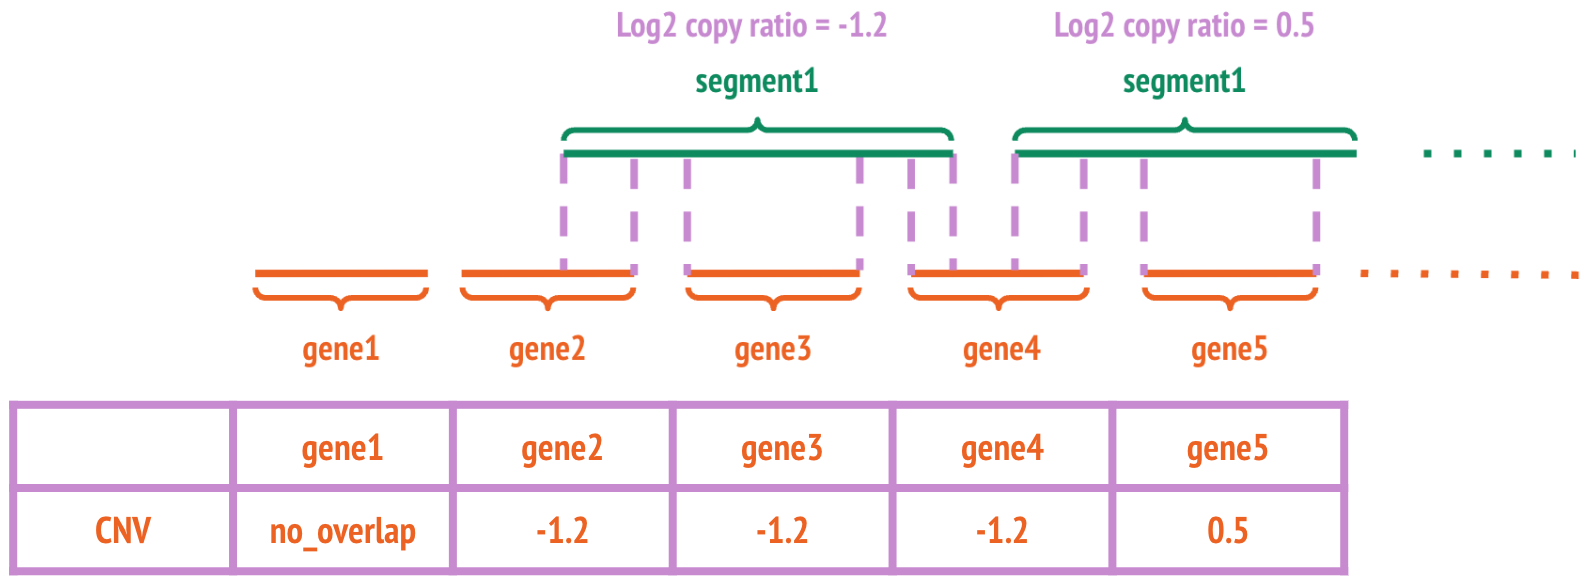 Log2 copy ratio = -1.2 Log2 copy ratio = 0.5
segment1 segment1
gene1 gene2 gene3 gene4 gene5
gene1 gene2 gene3 gene4 gene5
CNV no_overlap -1.2 -1.2 -1.2 0.5